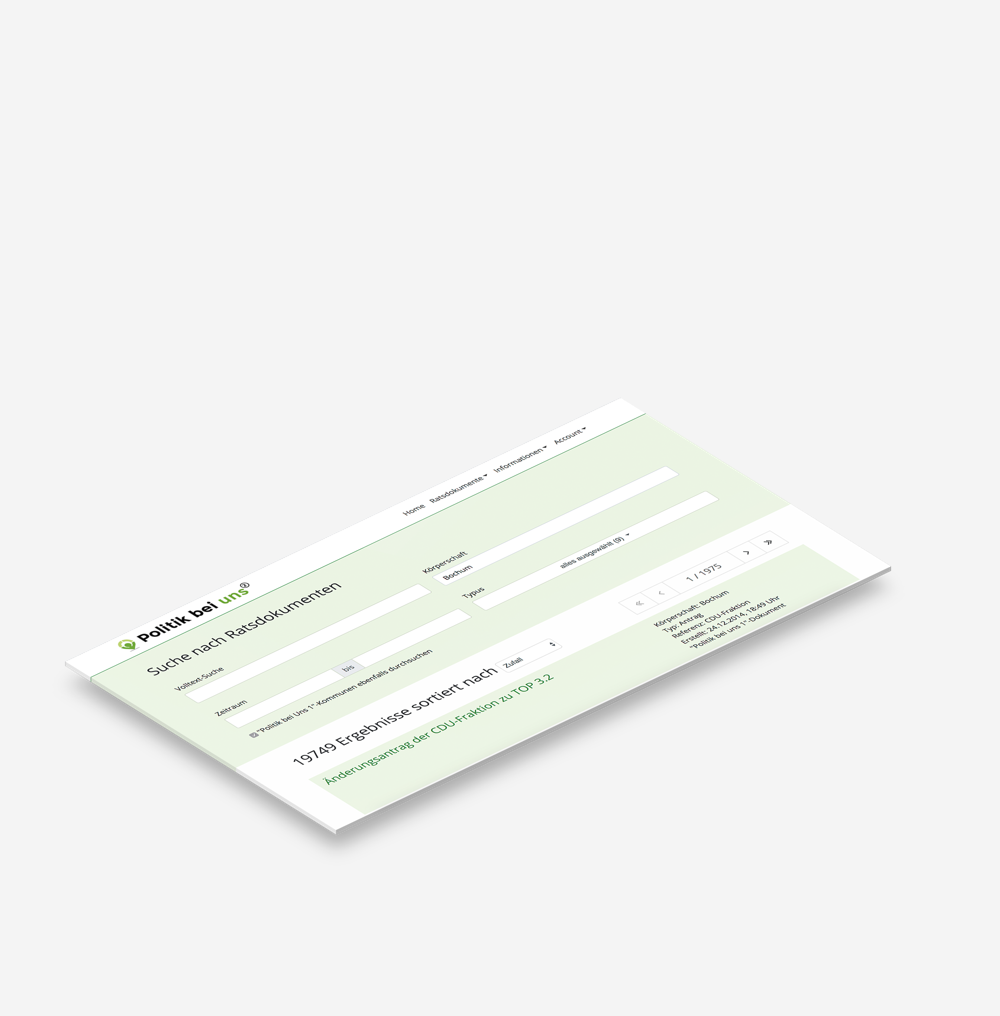 Politik bei uns②
Home Ratsdokumente Informationen Account
Suche nach Ratsdokumenten
Volltext-Suche
Körperschaft
Bochum
Zeitraum
bis
Typus
alles ausgewählt (9)
"Politik bei Uns 1"-Kommunen ebenfalls durchsuchen
19749 Ergebnisse sortiert nach Zufall
« ‹ 1 / 1975 › »
Änderungsantrag der CDU-Fraktion zu TOP 3.2
Körperschaft: Bochum
Typ: Antrag
Referenz: CDU-Fraktion
Erstellt: 24.12.2014, 18:49 Uhr
"Politik bei uns 1"-Dokument